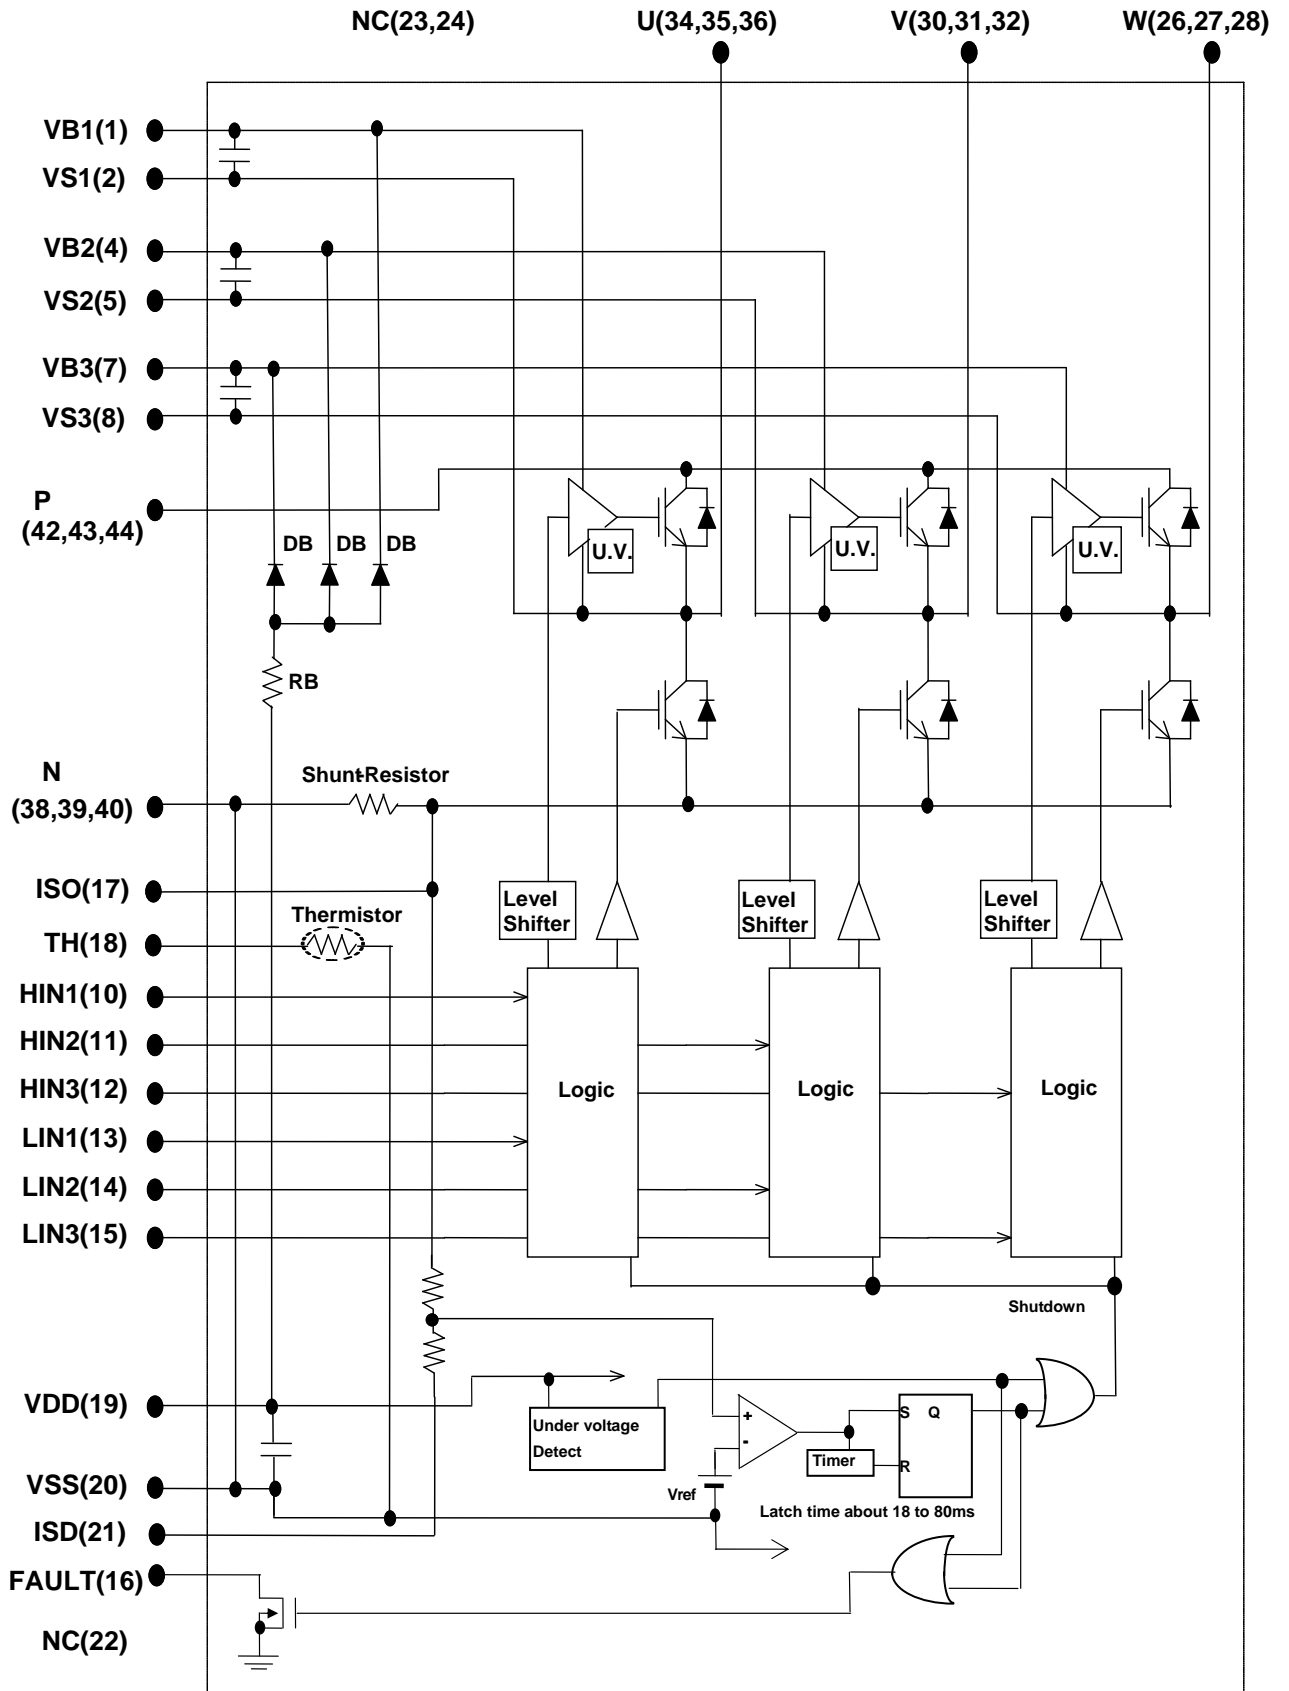 NC(23,24)
U(34,35,36)
V(30,31,32)
W(26,27,28)
VB1(1)
VS1(2)
VB2(4)
VS2(5)
VB3(7)
VS3(8)
P
(42,43,44)
DB
DB
DB
U.V.
U.V.
U.V.
RB
N
(38,39,40)
Shunt-Resistor
ISO(17)
Level
Shifter
Level
Shifter
Level
Shifter
Thermistor
TH(18)
HIN1(10)
HIN2(11)
HIN3(12)
Logic
Logic
Logic
LIN1(13)
LIN2(14)
LIN3(15)
Shutdown
VDD(19)
Under voltage
Detect
+
-
S
Q
Timer
R
Vref
Latch time about 18 to 80ms
VSS(20)
ISD(21)
FAULT(16)
NC(22)